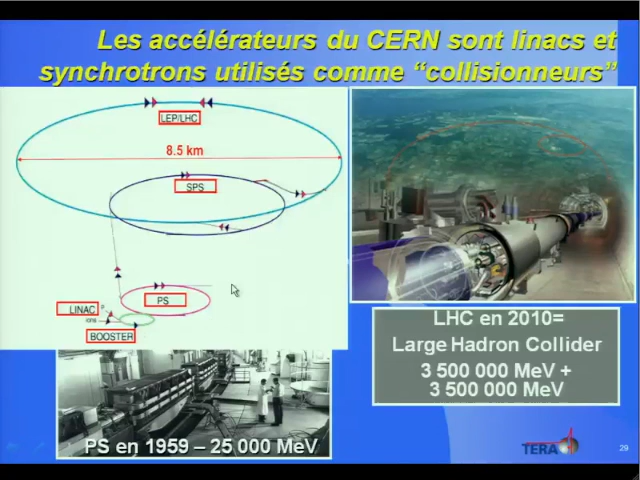 Les accélérateurs du CERN sont linacs et
synchrotrons utilisés comme “collisionneurs”
LEP/LHC
8.5 km
SPS
PS
LINAC
p
ions
BOOSTER
LHC en 2010=
Large Hadron Collider
3 500 000 MeV +
3 500 000 MeV
PS en 1959 – 25 000 MeV
TERA
29